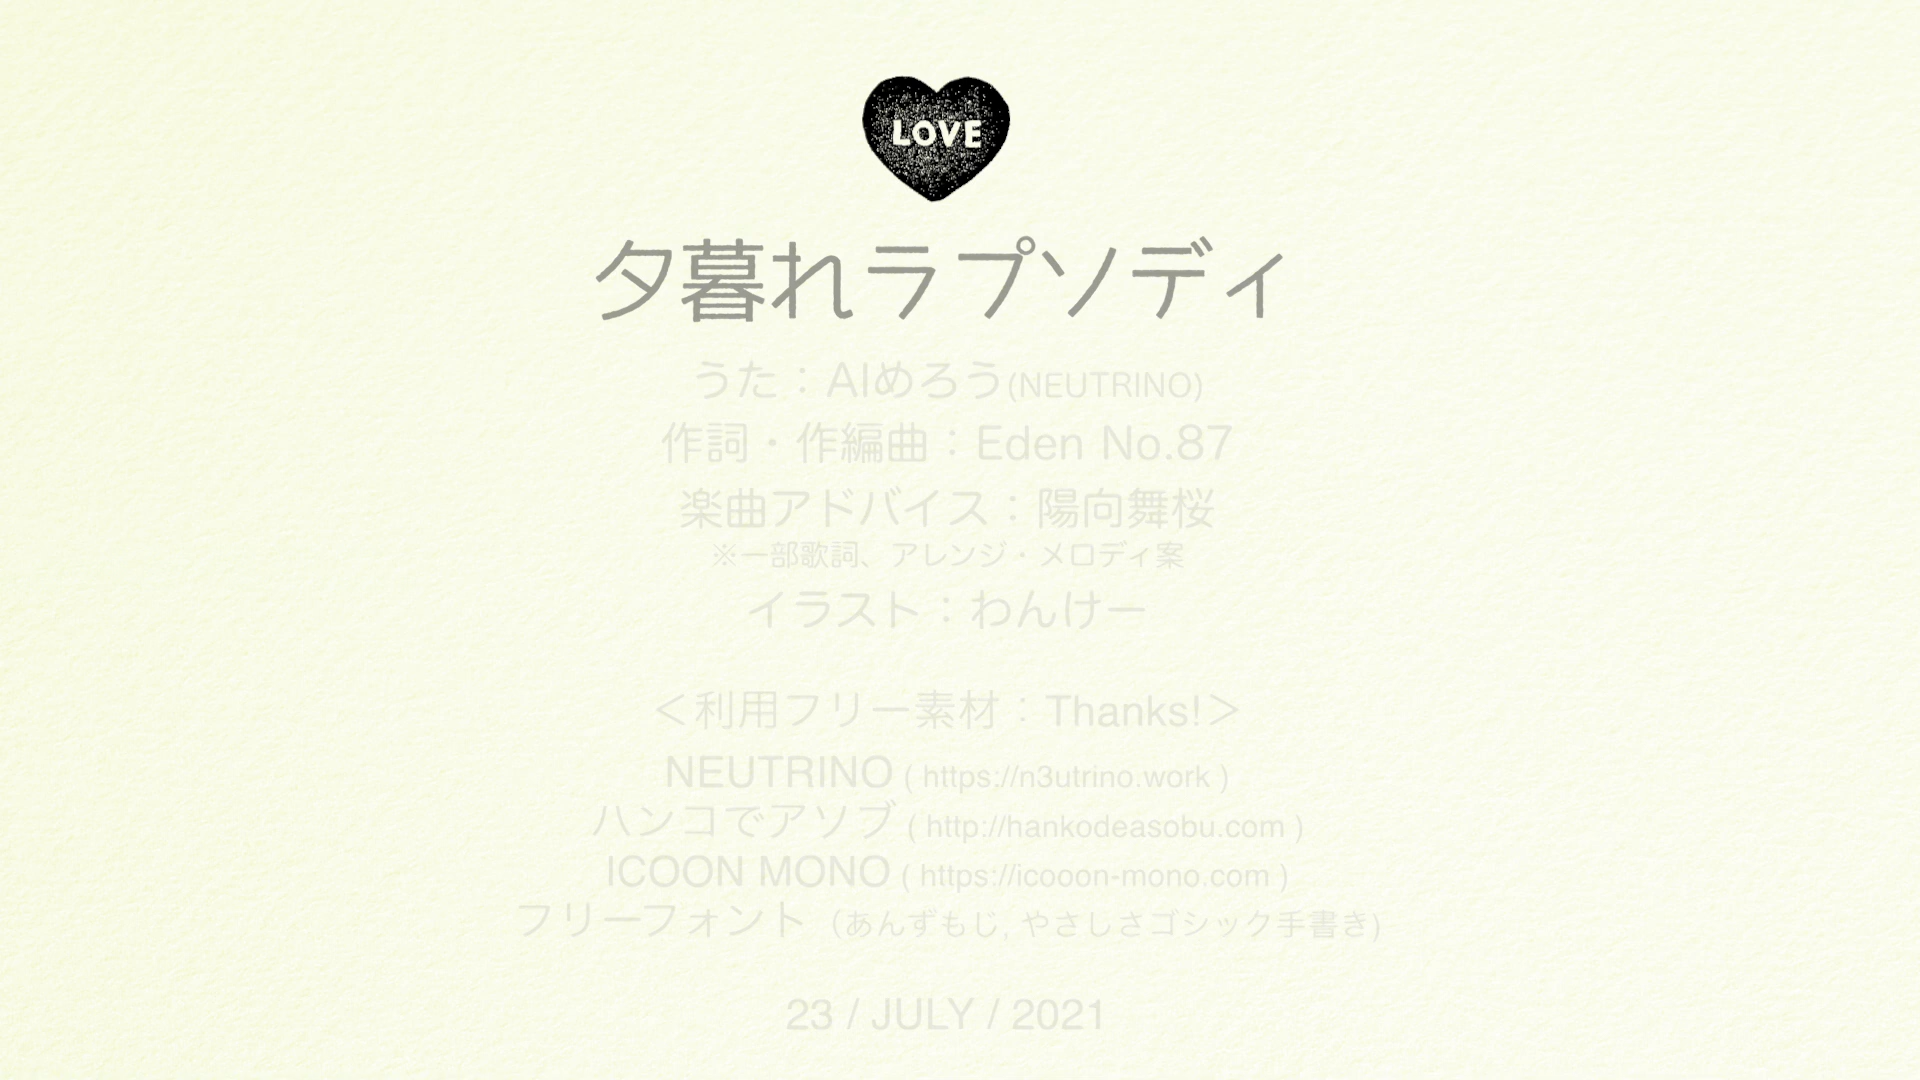 LOVE
夕暮れラプソディ
うた：AIめろう(NEUTRINO)
作詞・作編曲：Eden No.87
楽曲アドバイス：陽向舞桜
※一部歌詞、アレンジ・メロディ案
イラスト：わんけー
＜利用フリー素材：Thanks!＞
NEUTRINO ( https://n3utrino.work )
ハンコでアソブ ( http://hankodeasobu.com )
ICOON MONO ( https://icooon-mono.com )
フリーフォント（あんずもじ, やさしさゴシック手書き)
23 / JULY / 2021